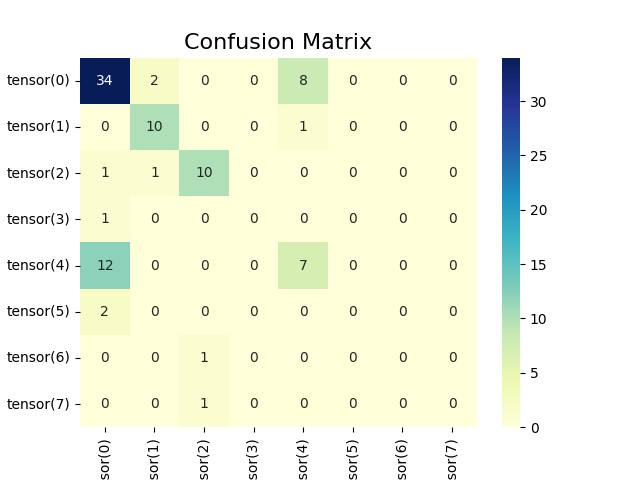 Confusion Matrix
tensor(0) 34 2 0 0 8 0 0 0
tensor(1) 0 10 0 0 1 0 0 0
tensor(2) 1 1 10 0 0 0 0 0
tensor(3) 1 0 0 0 0 0 0 0
tensor(4) 12 0 0 0 7 0 0 0
tensor(5) 2 0 0 0 0 0 0 0
tensor(6) 0 0 1 0 0 0 0 0
tensor(7) 0 0 1 0 0 0 0 0
sor(0) sor(1) sor(2) sor(3) sor(4) sor(5) sor(6) sor(7)
30
25
20
15
10
5
0